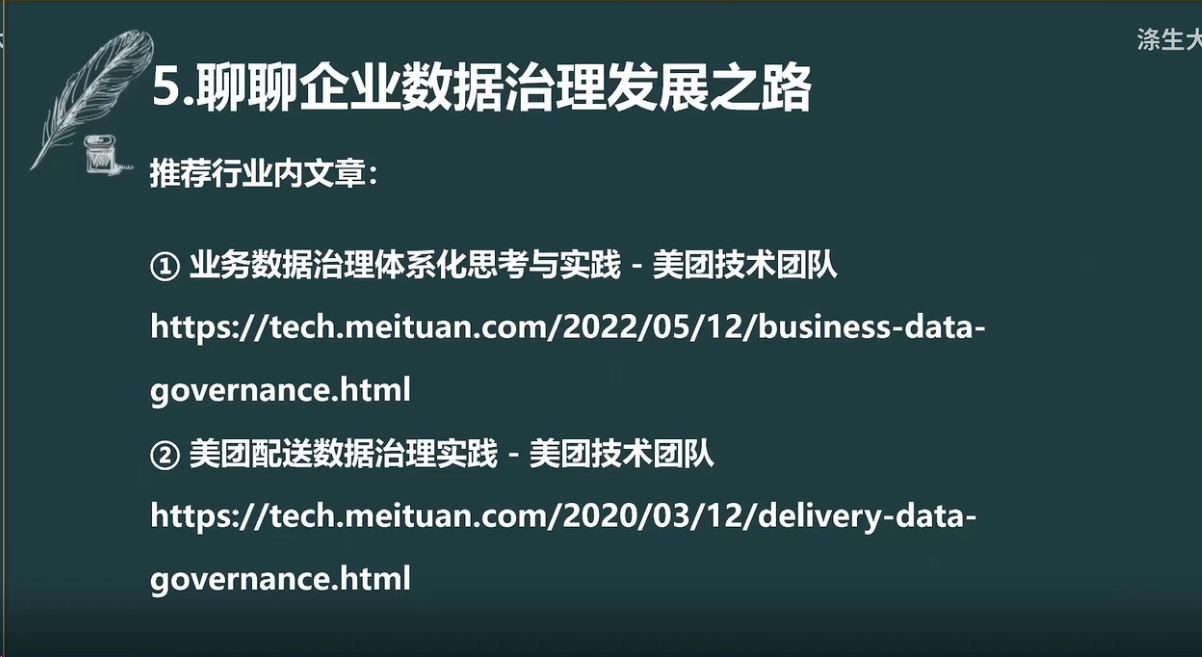 涤生大
5.聊聊企业数据治理发展之路
推荐行业内文章：
① 业务数据治理体系化思考与实践 - 美团技术团队
https://tech.meituan.com/2022/05/12/business-data-
governance.html
② 美团配送数据治理实践 - 美团技术团队
https://tech.meituan.com/2020/03/12/delivery-data-
governance.html